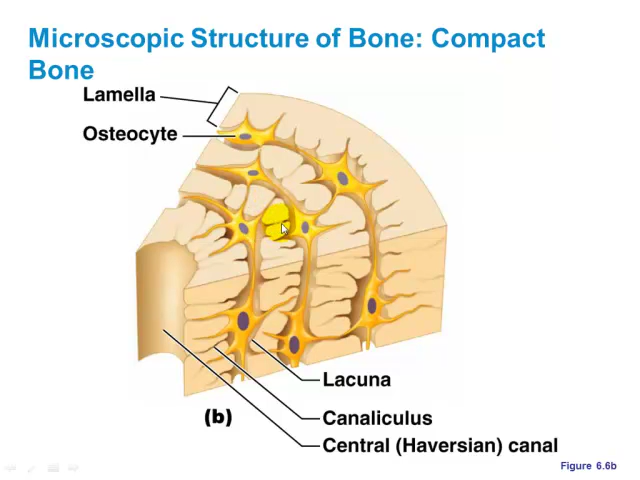 Microscopic Structure of Bone: Compact
Bone
Lamella
Osteocyte
Lacuna
Canaliculus
(b)
Central (Haversian) canal
Figure 6.6b